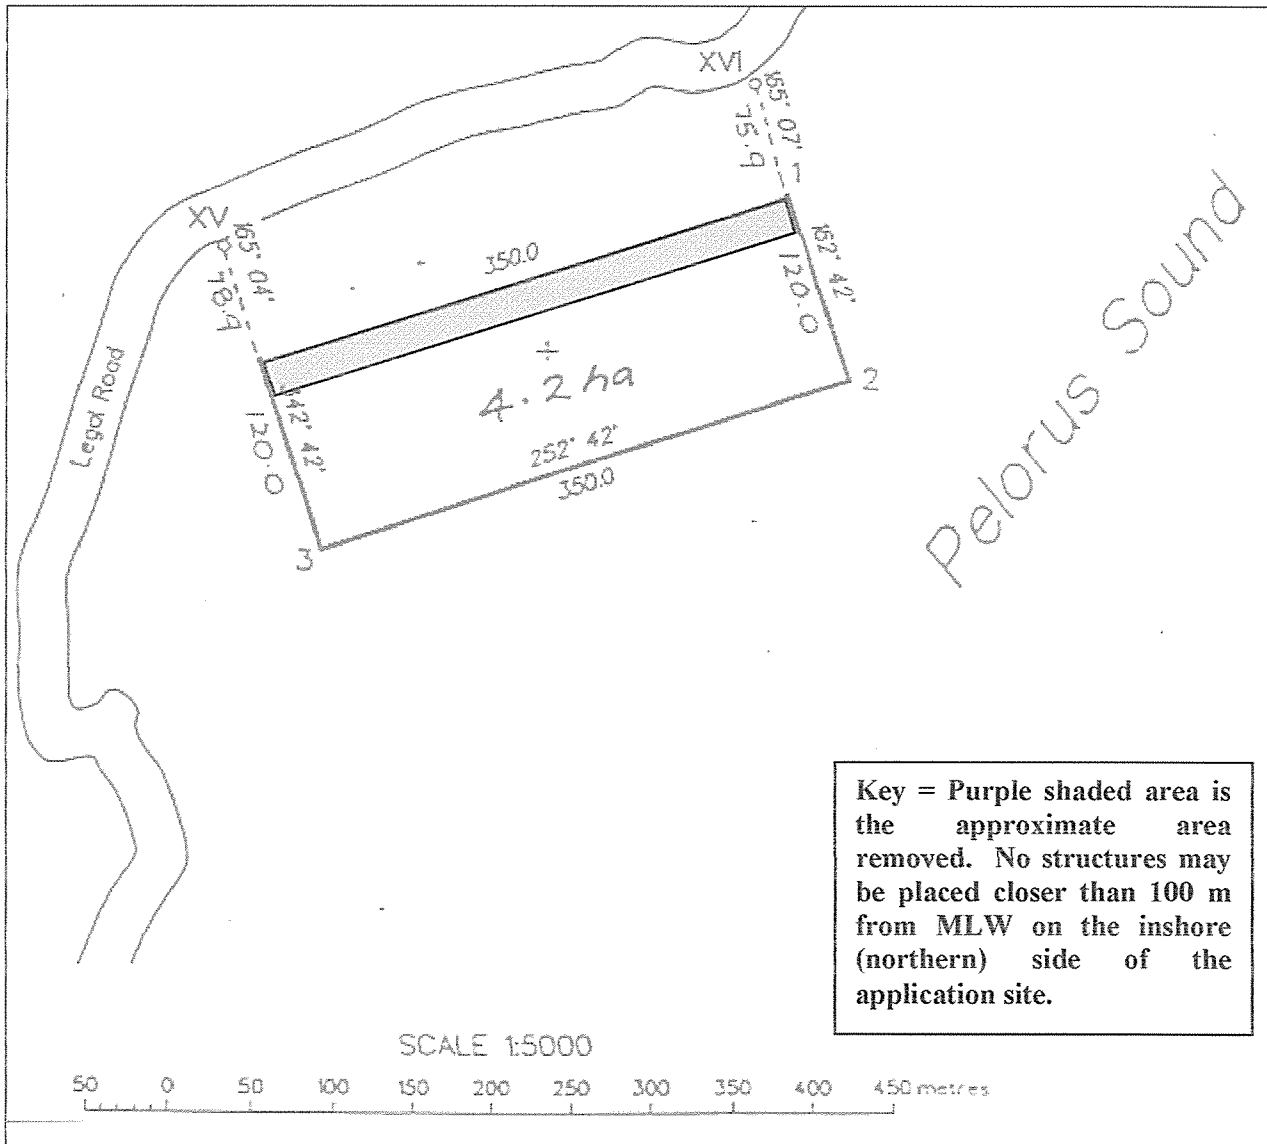 XVI
165° 07'
75.9
1
XV
165° 04'
78.9
350.0
162° 42'
120.0
Legal Road
4.2 ha
2
142° 42'
120.0
252° 42'
350.0
3
Pelorus Sound
Key = Purple shaded area is
the approximate area
removed. No structures may
be placed closer than 100 m
from MLW on the inshore
(northern) side of the
application site.
SCALE 1:5000
50 0 50 100 150 200 250 300 350 400 450 metres